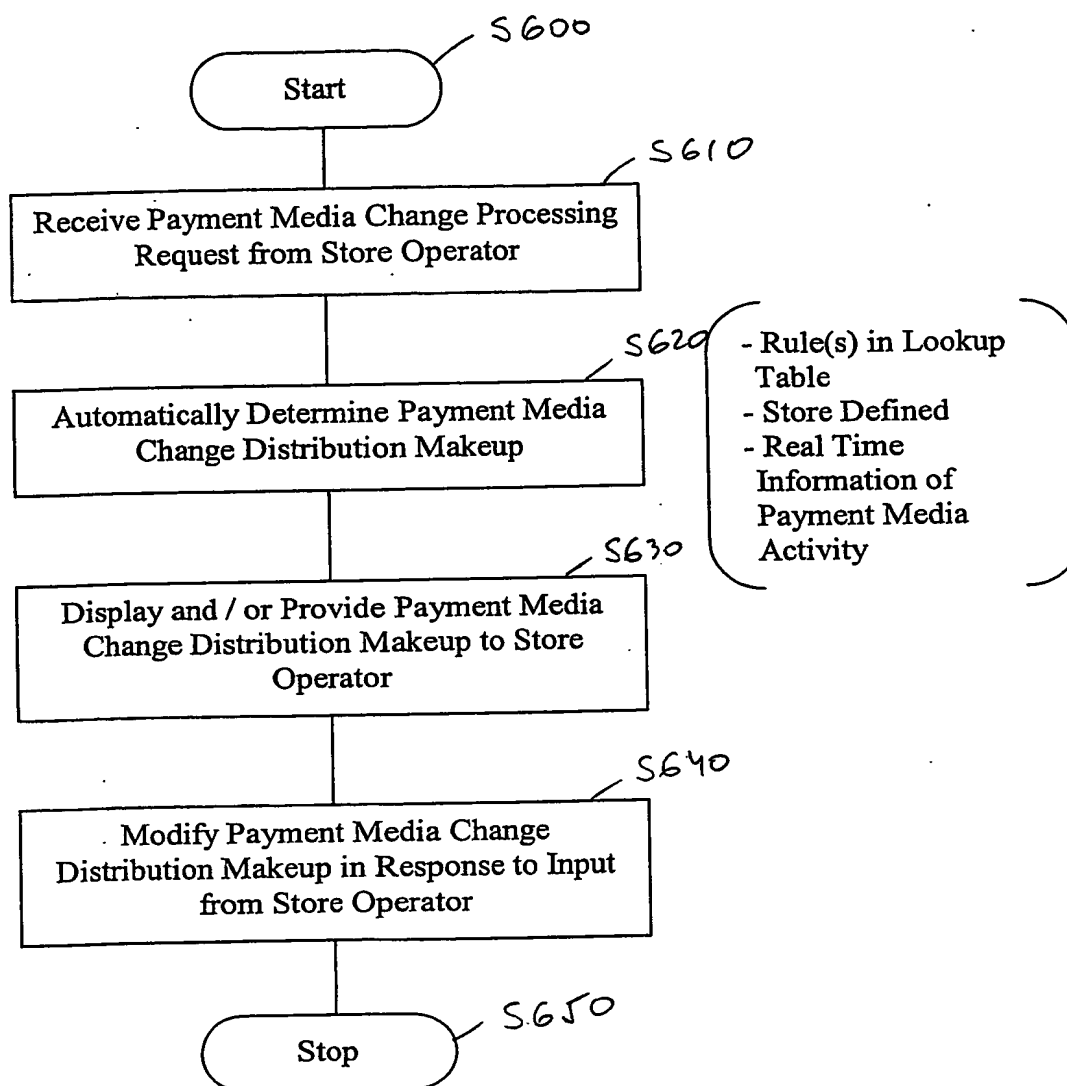 S600
Start
S610
Receive Payment Media Change Processing
Request from Store Operator
S620
Automatically Determine Payment Media
Change Distribution Makeup
- Rule(s) in Lookup
Table
- Store Defined
- Real Time
Information of
Payment Media
Activity
S630
Display and / or Provide Payment Media
Change Distribution Makeup to Store
Operator
S640
Modify Payment Media Change
Distribution Makeup in Response to Input
from Store Operator
S650
Stop